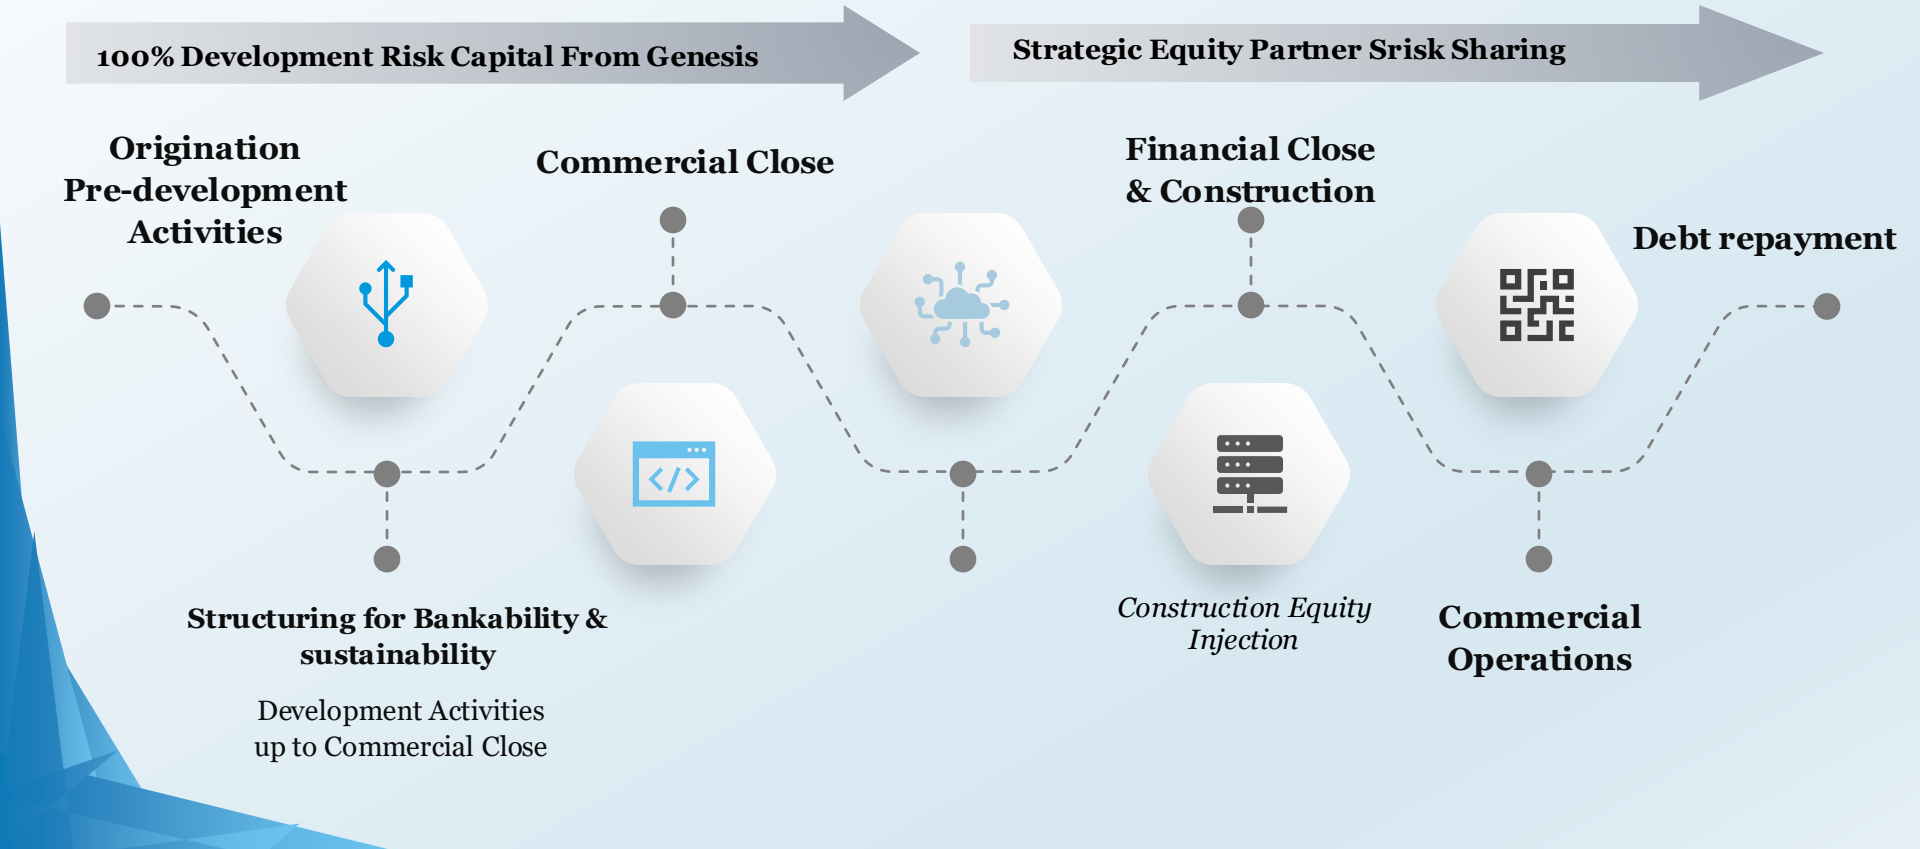 100% Development Risk Capital From Genesis
Strategic Equity Partner Srisk Sharing
Origination
Pre-development
Activities
Commercial Close
Financial Close
& Construction
Debt repayment
Structuring for Bankability &
sustainability
Development Activities
up to Commercial Close
Construction Equity
Injection
Commercial
Operations